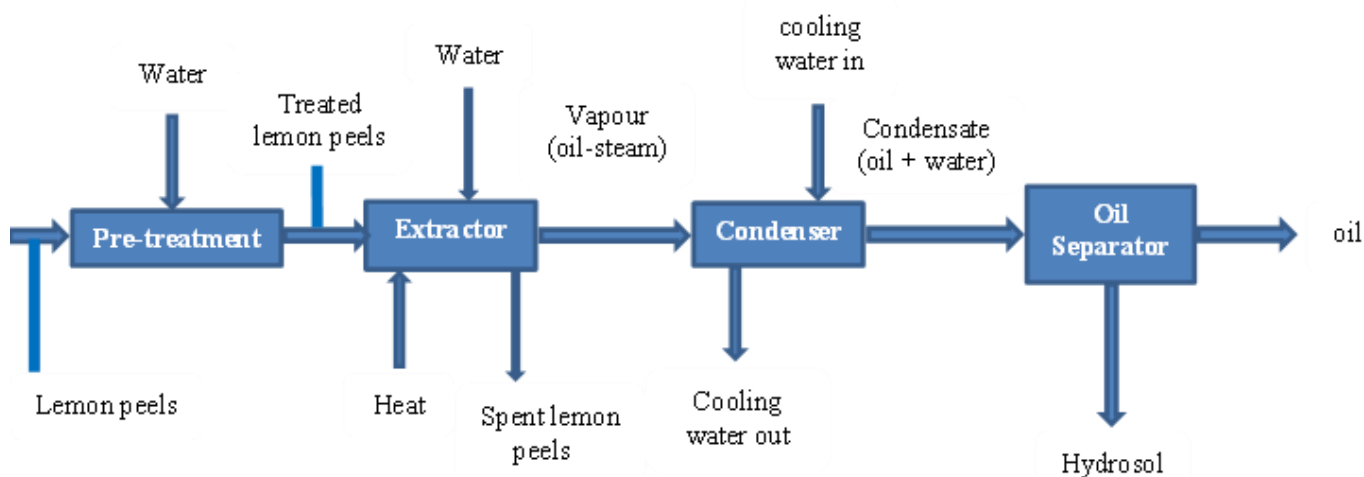 Water
Treated
lemon peels
Water
Vapour
(oil-steam)
cooling
water in
Condensate
(oil + water)
Pre-treatment
Extractor
Condenser
Oil
Separator
oil
Lemon peels
Heat
Spent lemon
peels
Cooling
water out
Hydrosol